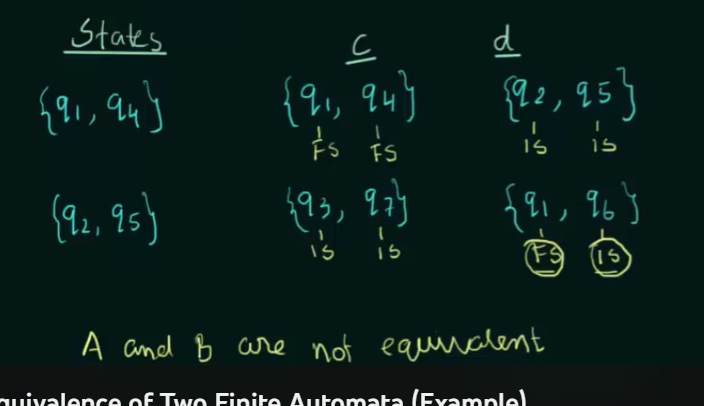 States c d
{q1, q4} {q1, q4} {q2, q5}
FS FS IS IS
{q2, q5} {q3, q7} {q1, q6}
IS IS FS IS
A and B are not equivalent
quivalence of Two Finite Automata (Example)